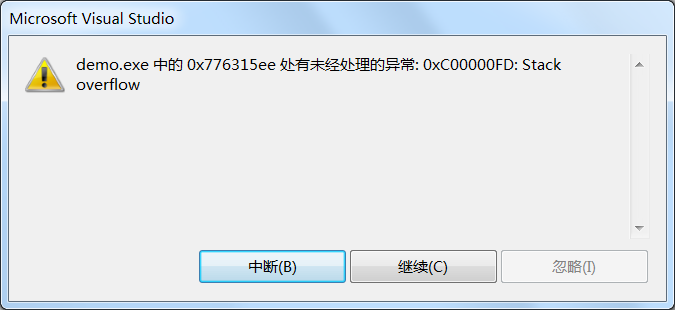 Microsoft Visual Studio
demo.exe 中的 0x776315ee 处有未经处理的异常: 0xC00000FD: Stack
overflow
中断(B)
继续(C)
忽略(I)